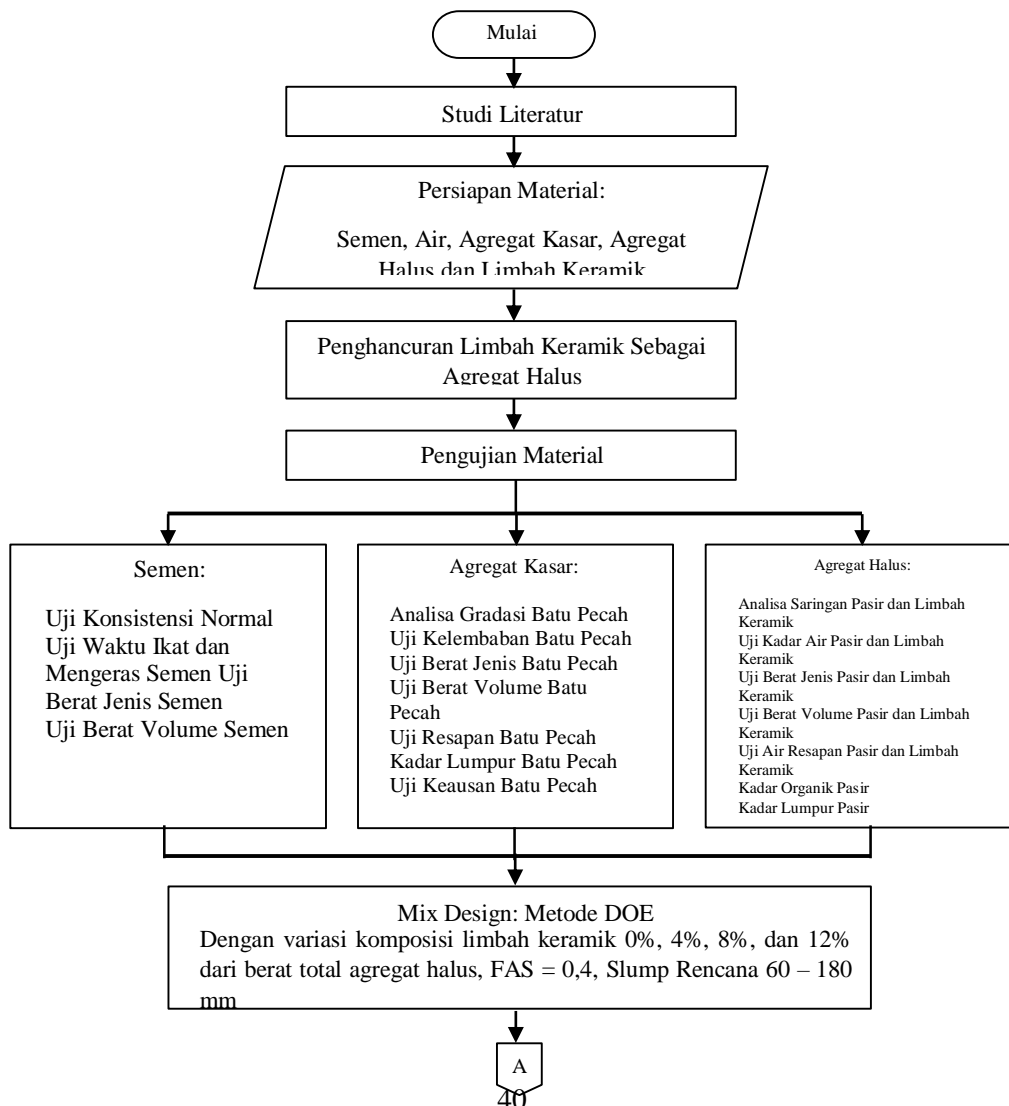 Mulai
Studi Literatur
Persiapan Material:
Semen, Air, Agregat Kasar, Agregat
Halus dan Limbah Keramik
Penghancuran Limbah Keramik Sebagai
Agregat Halus
Pengujian Material
Semen:
Uji Konsistensi Normal
Uji Waktu Ikat dan
Mengeras Semen Uji
Berat Jenis Semen
Uji Berat Volume Semen
Agregat Kasar:
Analisa Gradasi Batu Pecah
Uji Kelembaban Batu Pecah
Uji Berat Jenis Batu Pecah
Uji Berat Volume Batu
Pecah
Uji Resapan Batu Pecah
Kadar Lumpur Batu Pecah
Uji Keausan Batu Pecah
Agregat Halus:
Analisa Saringan Pasir dan Limbah
Keramik
Uji Kadar Air Pasir dan Limbah
Keramik
Uji Berat Jenis Pasir dan Limbah
Keramik
Uji Berat Volume Pasir dan Limbah
Keramik
Uji Air Resapan Pasir dan Limbah
Keramik
Kadar Organik Pasir
Kadar Lumpur Pasir
Mix Design: Metode DOE
Dengan variasi komposisi limbah keramik 0%, 4%, 8%, dan 12%
dari berat total agregat halus, FAS = 0,4, Slump Rencana 60 – 180
mm
A
40